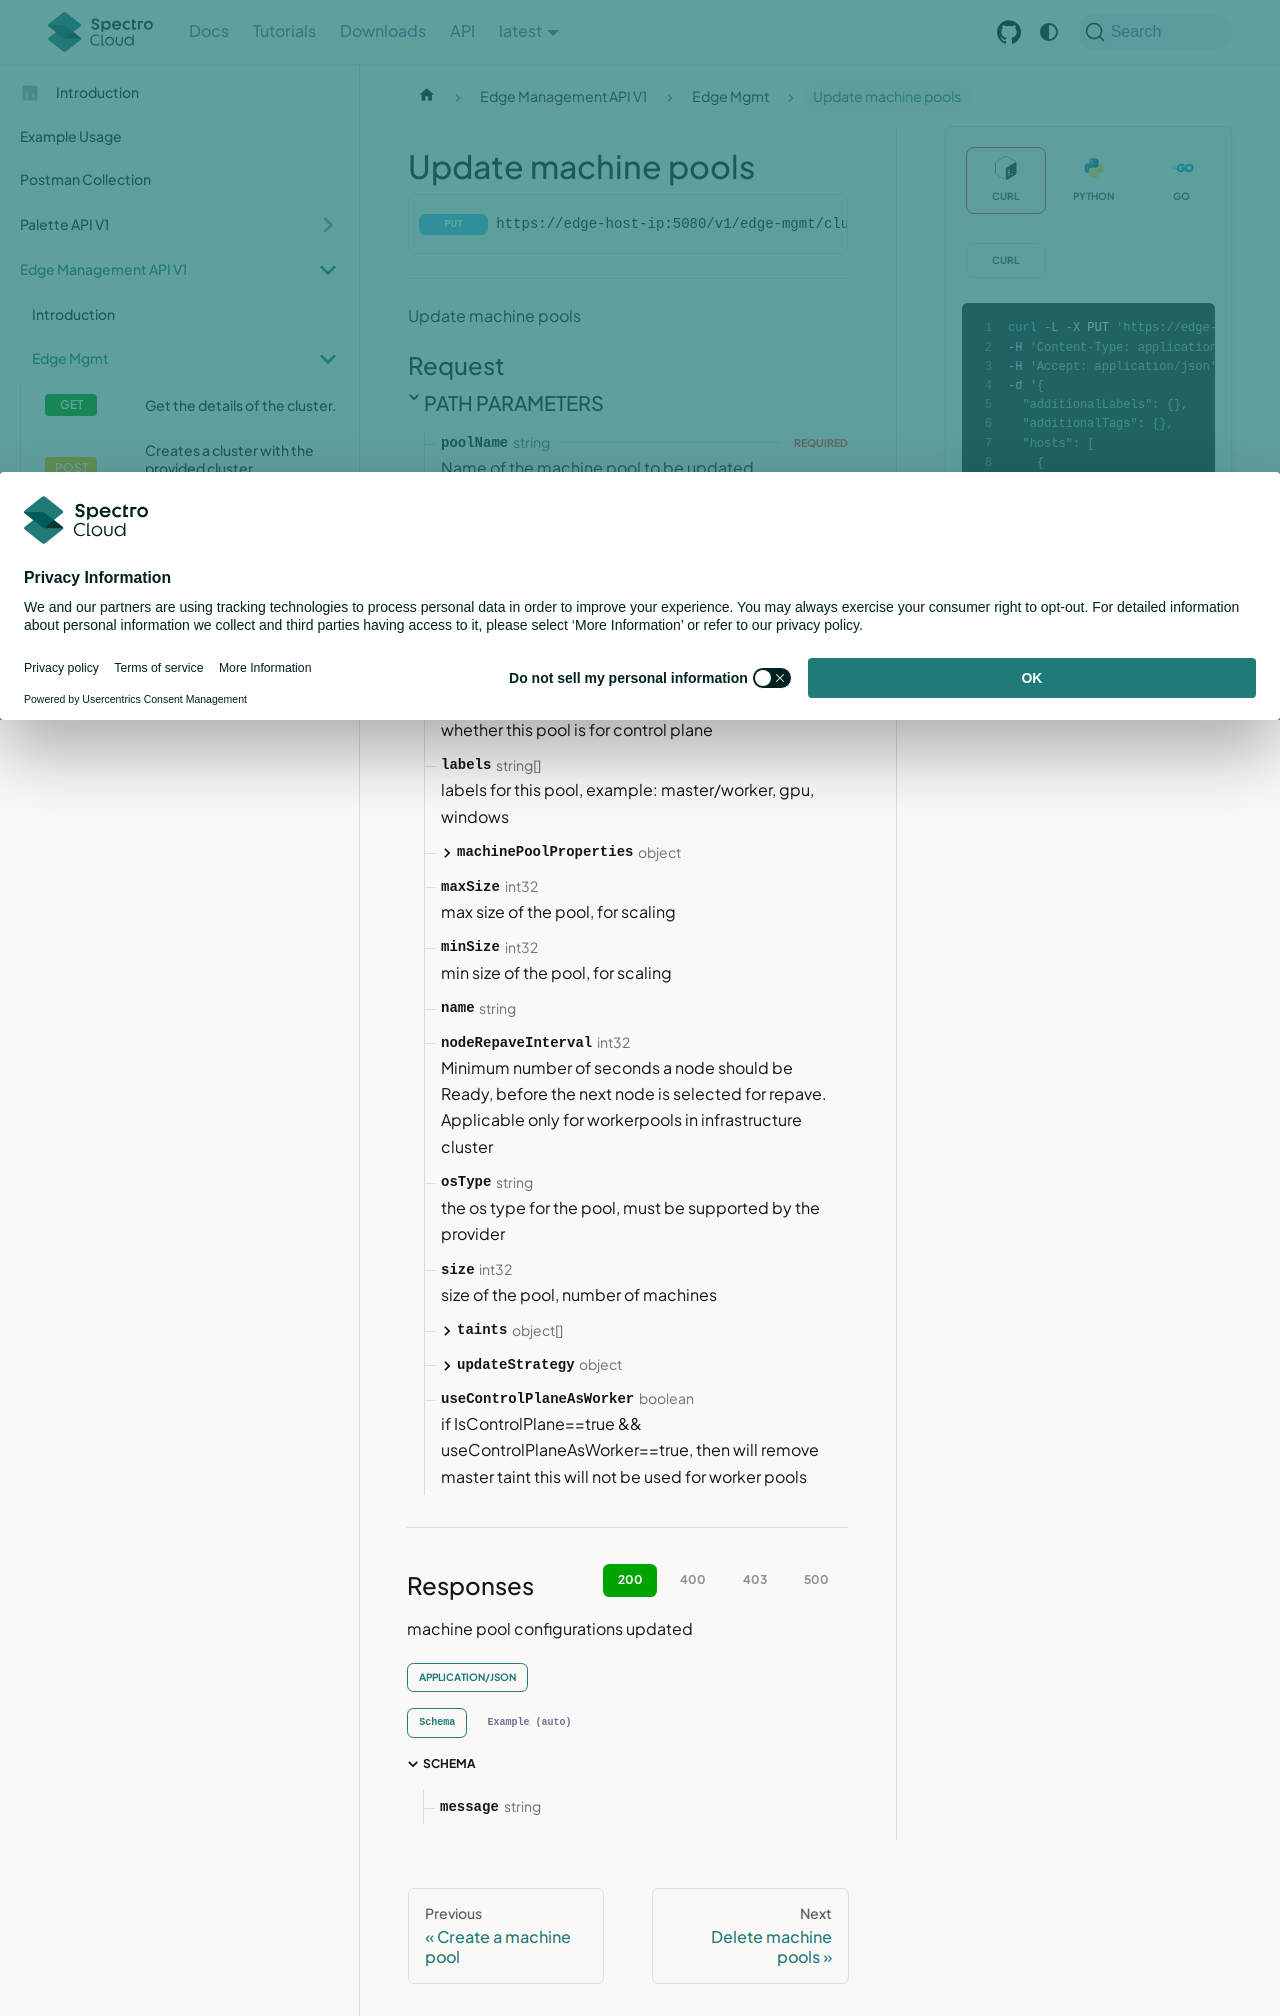 Spectro Cloud
Docs
Tutorials
Downloads
API
latest
Search
Introduction
Example Usage
Postman Collection
Palette API V1
Edge Management API V1
Introduction
Edge Mgmt
GET Get the details of the cluster.
POST Creates a cluster with the
provided cluster
Edge Management API V1
Edge Mgmt
Update machine pools
Update machine pools
PUT https://edge-host-ip:5080/v1/edge-mgmt/clu
Update machine pools
Request
PATH PARAMETERS
poolName string REQUIRED
Name of the machine pool to be updated
CURL
PYTHON
GO
CURL
1 curl -L -X PUT 'https://edge-
2 -H 'Content-Type: application
3 -H 'Accept: application/json'
4 -d '{
5 "additionalLabels": {},
6 "additionalTags": {},
7 "hosts": [
8 {
Spectro
Cloud
Privacy Information
We and our partners are using tracking technologies to process personal data in order to improve your experience. You may always exercise your consumer right to opt-out. For detailed information
about personal information we collect and third parties having access to it, please select ‘More Information’ or refer to our privacy policy.
Privacy policy
Terms of service
More Information
Powered by Usercentrics Consent Management
Do not sell my personal information
OK
whether this pool is for control plane
labels string[]
labels for this pool, example: master/worker, gpu,
windows
machinePoolProperties object
maxSize int32
max size of the pool, for scaling
minSize int32
min size of the pool, for scaling
name string
nodeRepaveInterval int32
Minimum number of seconds a node should be
Ready, before the next node is selected for repave.
Applicable only for workerpools in infrastructure
cluster
osType string
the os type for the pool, must be supported by the
provider
size int32
size of the pool, number of machines
taints object[]
updateStrategy object
useControlPlaneAsWorker boolean
if IsControlPlane==true &&
useControlPlaneAsWorker==true, then will remove
master taint this will not be used for worker pools
Responses
200
400
403
500
machine pool configurations updated
APPLICATION/JSON
Schema
Example (auto)
SCHEMA
message string
Previous
« Create a machine
pool
Next
Delete machine
pools »